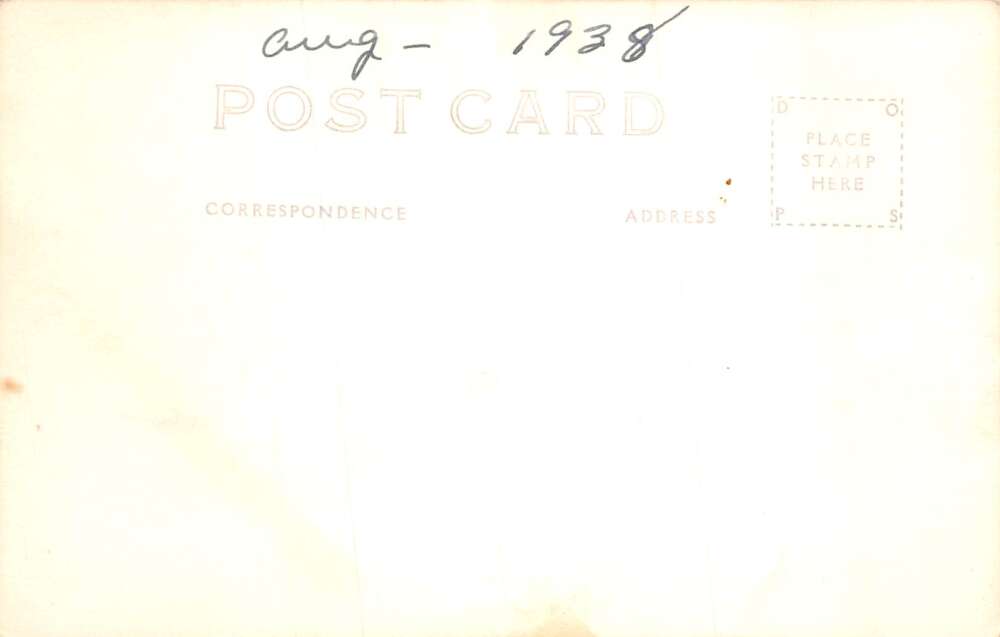 Aug - 1938
POST CARD
D O
PLACE
STAMP
HERE
P S
CORRESPONDENCE ADDRESS